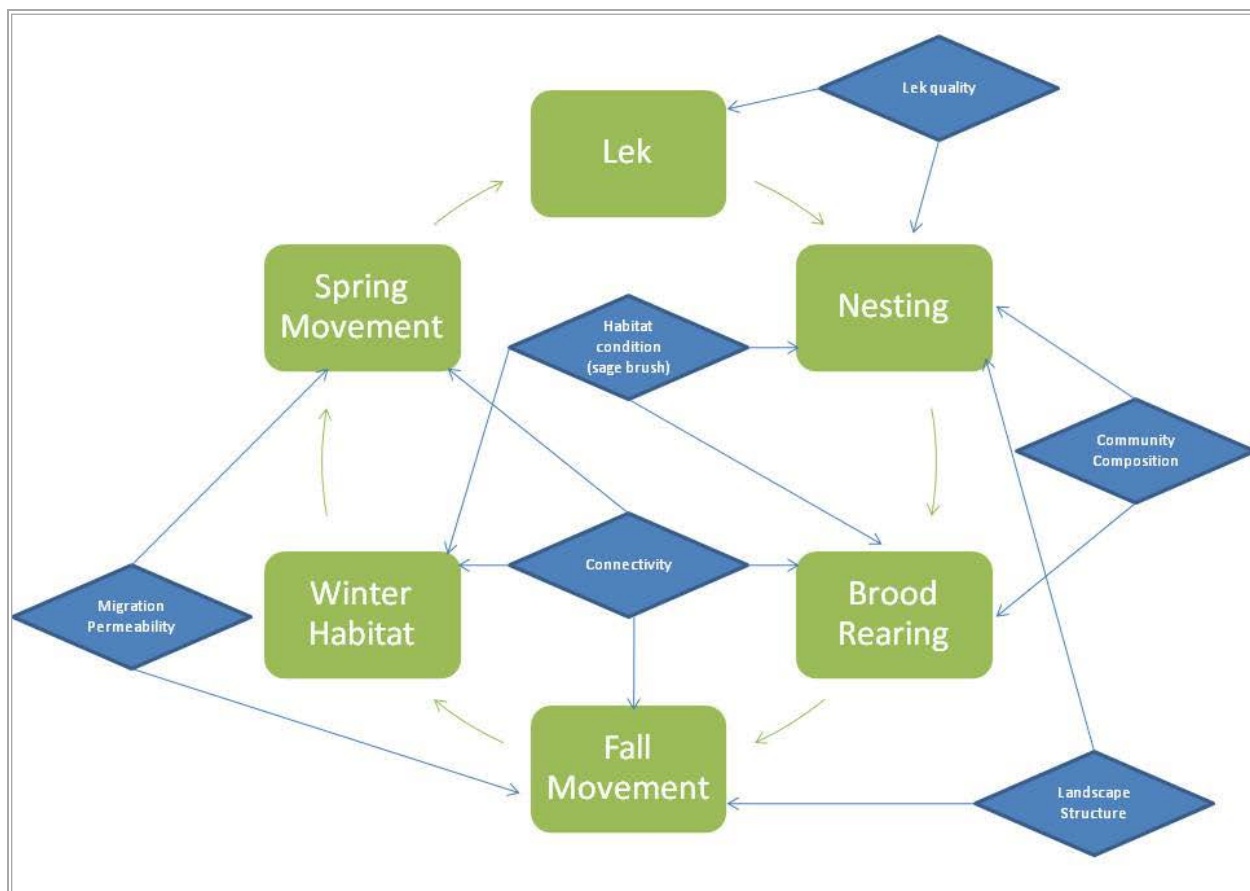 Lek quality
Lek
Spring
Movement
Nesting
Habitat
condition
(sage brush)
Community
Composition
Connectivity
Migration
Permeability
Winter
Habitat
Brood
Rearing
Fall
Movement
Landscape
Structure